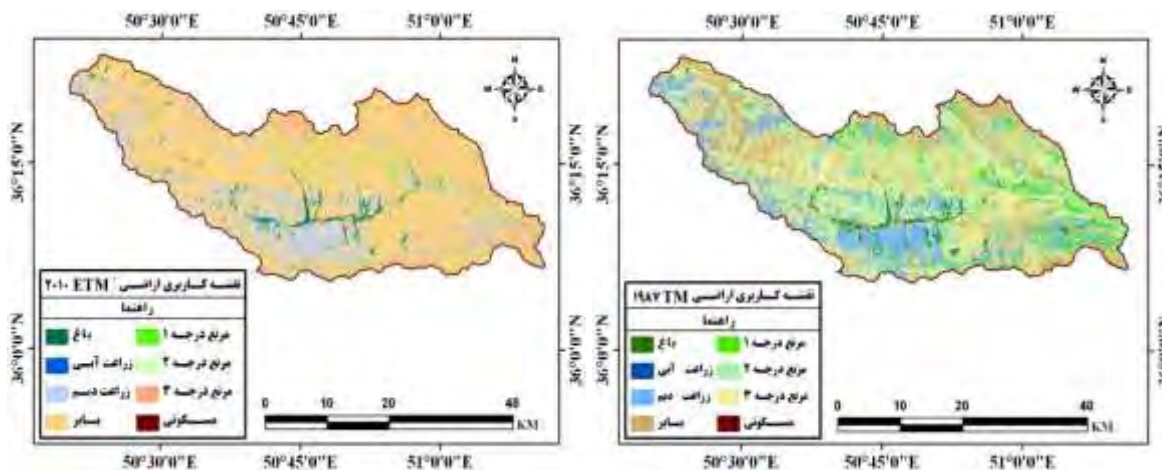 50°30'0"E 50°45'0"E 51°0'0"E
36°15'0"N
36°0'0"N
نقشه کاربری اراضی ETM+ ۲۰۱۰
راهنما
باغ مرتع درجه ۱
زراعت آبی مرتع درجه ۲
زراعت دیم مرتع درجه ۳
سایر مسکونی
0 10 20 40
KM
50°30'0"E 50°45'0"E 51°0'0"E
50°30'0"E 50°45'0"E 51°0'0"E
36°15'0"N
36°0'0"N
نقشه کاربری اراضی ۱۹۸۷ TM
راهنما
باغ مرتع درجه ۱
زراعت آبی مرتع درجه ۲
زراعت دیم مرتع درجه ۳
سایر مسکونی
0 10 20 40
KM
50°30'0"E 50°45'0"E 51°0'0"E